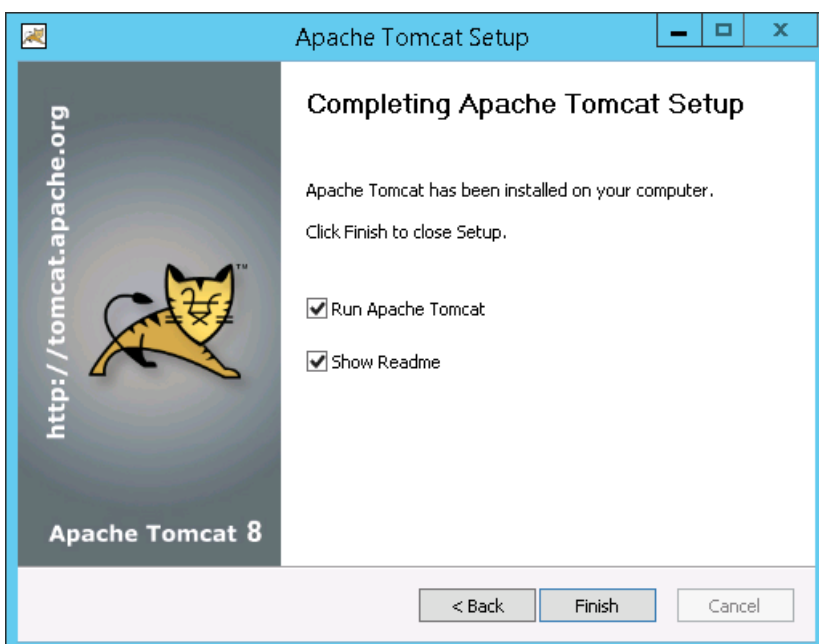 Apache Tomcat Setup
http://tomcat.apache.org
Completing Apache Tomcat Setup
Apache Tomcat has been installed on your computer.
Click Finish to close Setup.
Run Apache Tomcat
Show Readme
TM
Apache Tomcat 8
< Back
Finish
Cancel